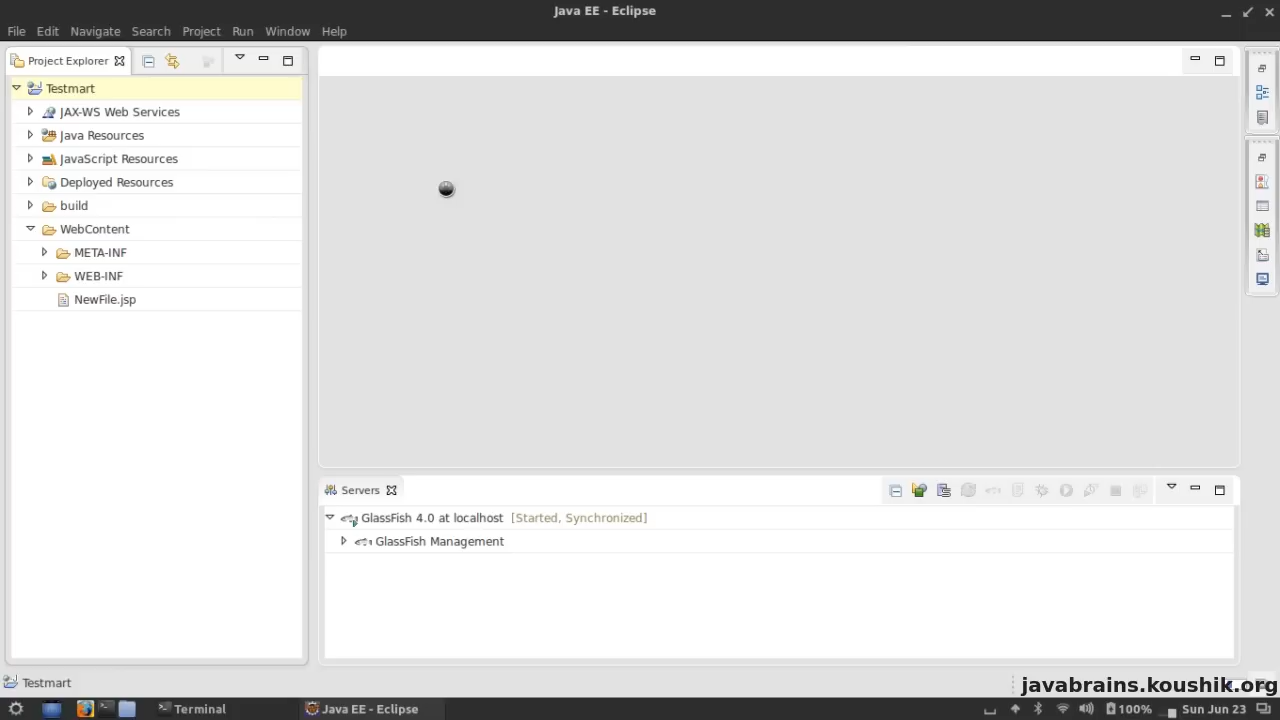 Java EE - Eclipse
File Edit Navigate Search Project Run Window Help
Project Explorer
Testmart
JAX-WS Web Services
Java Resources
JavaScript Resources
Deployed Resources
build
WebContent
META-INF
WEB-INF
NewFile.jsp
Servers
GlassFish 4.0 at localhost [Started, Synchronized]
GlassFish Management
Testmart
javabrains.koushik.org
Terminal
Java EE - Eclipse
100%
Sun Jun 23